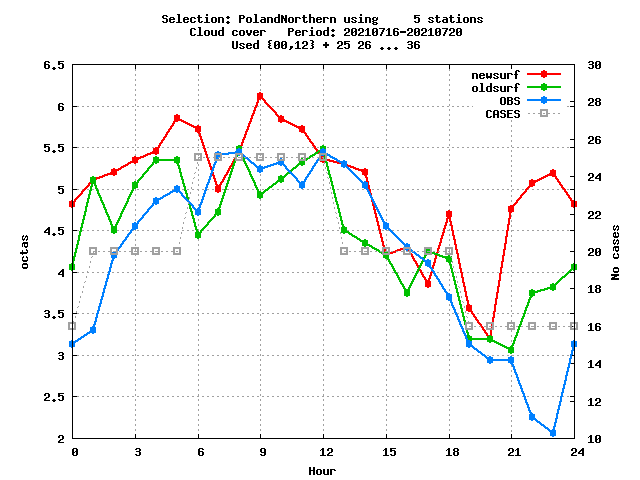 Selection: PolandNorthern using     5 stations
Cloud cover   Period: 20210716-20210720
Used {00,12} + 25 26 ... 36
newsurf
oldsurf
OBS
CASES
octas
6.5
6
5.5
5
4.5
4
3.5
3
2.5
2
No cases
30
28
26
24
22
20
18
16
14
12
10
0 3 6 9 12 15 18 21 24
Hour